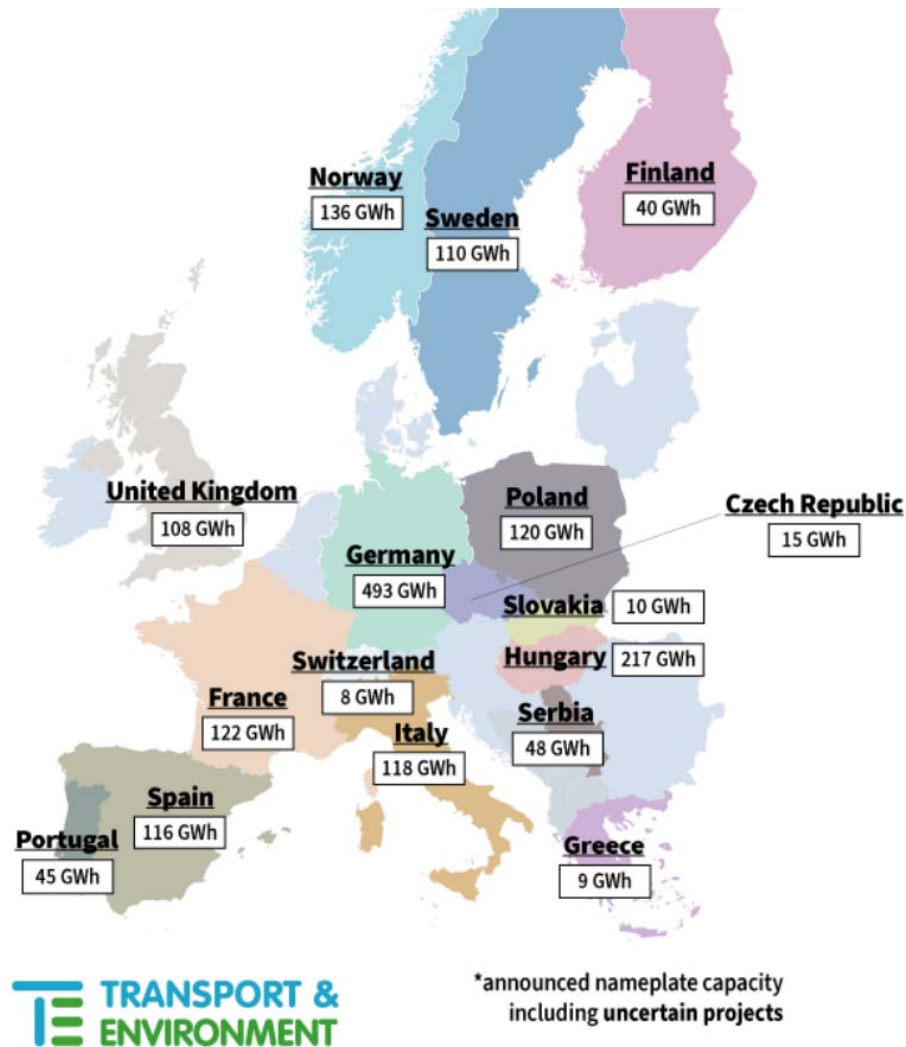 Norway
136 GWh
Sweden
110 GWh
Finland
40 GWh
United Kingdom
108 GWh
Poland
120 GWh
Czech Republic
15 GWh
Germany
493 GWh
Slovakia
10 GWh
Hungary
217 GWh
Switzerland
8 GWh
France
122 GWh
Serbia
48 GWh
Italy
118 GWh
Spain
116 GWh
Portugal
45 GWh
Greece
9 GWh
TE TRANSPORT &
ENVIRONMENT
*announced nameplate capacity
including uncertain projects